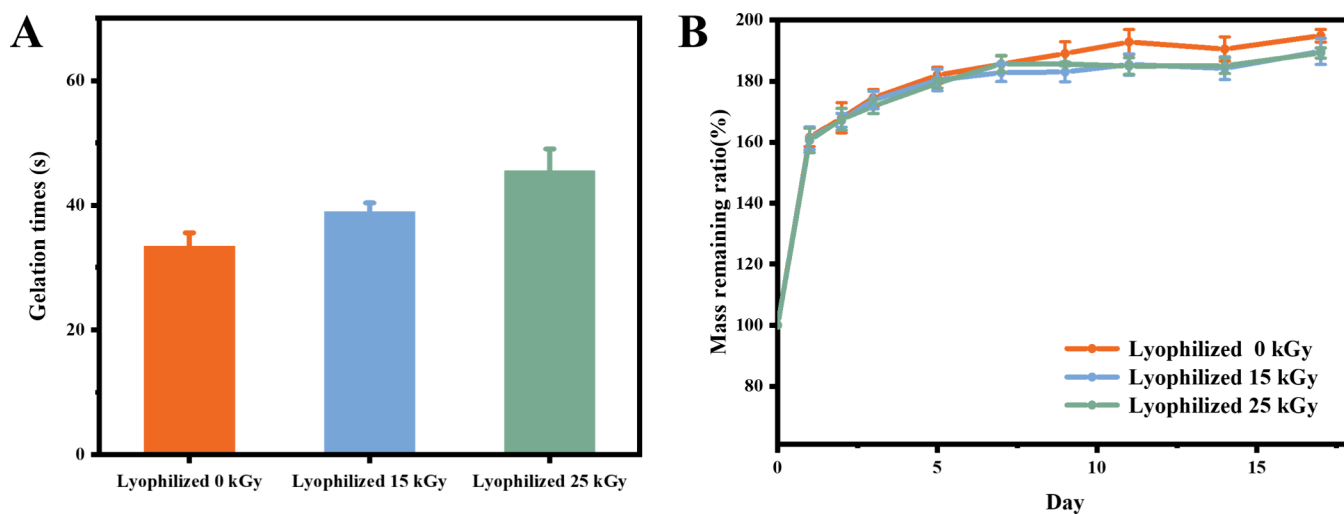 A
Gelation times (s)
60
40
20
0
Lyophilized 0 kGy
Lyophilized 15 kGy
Lyophilized 25 kGy
B
Mass remaining ratio(%)
200
180
160
140
120
100
80
0
5
10
15
Day
Lyophilized 0 kGy
Lyophilized 15 kGy
Lyophilized 25 kGy